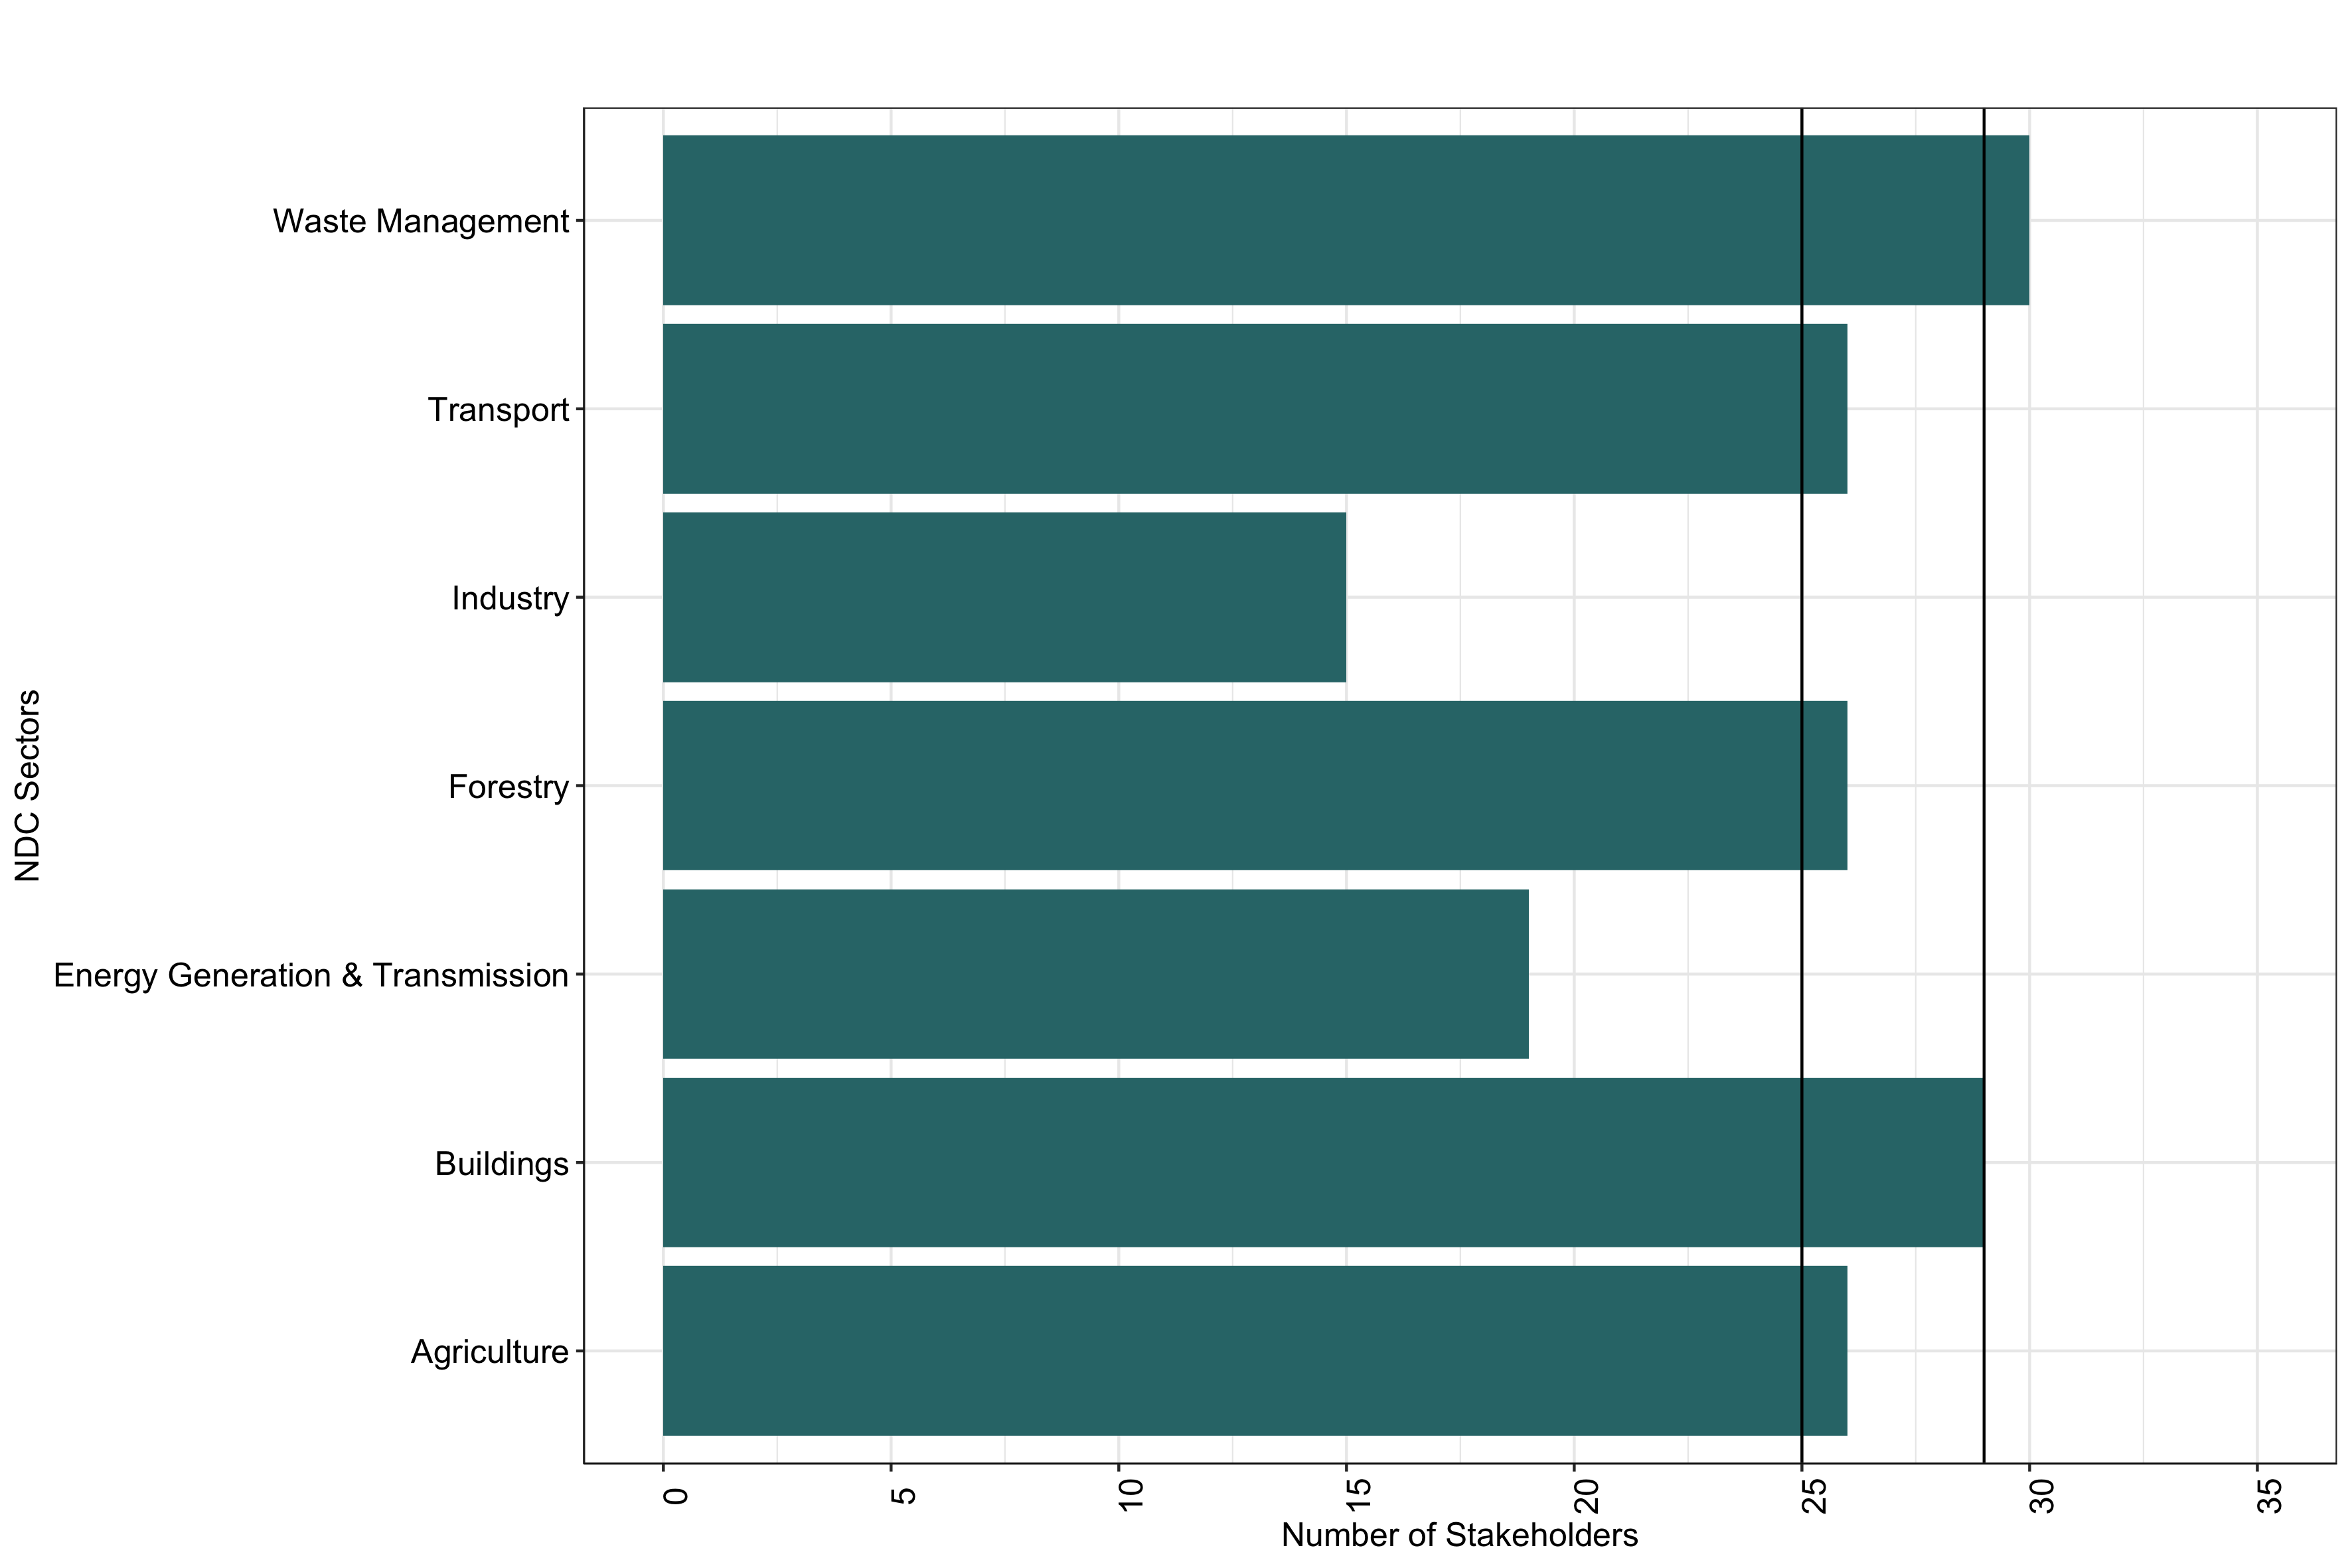 Waste Management
Transport
Industry
Forestry
Energy Generation & Transmission
Buildings
Agriculture
NDC Sectors
0 5 10 15 20 25 30 35
Number of Stakeholders